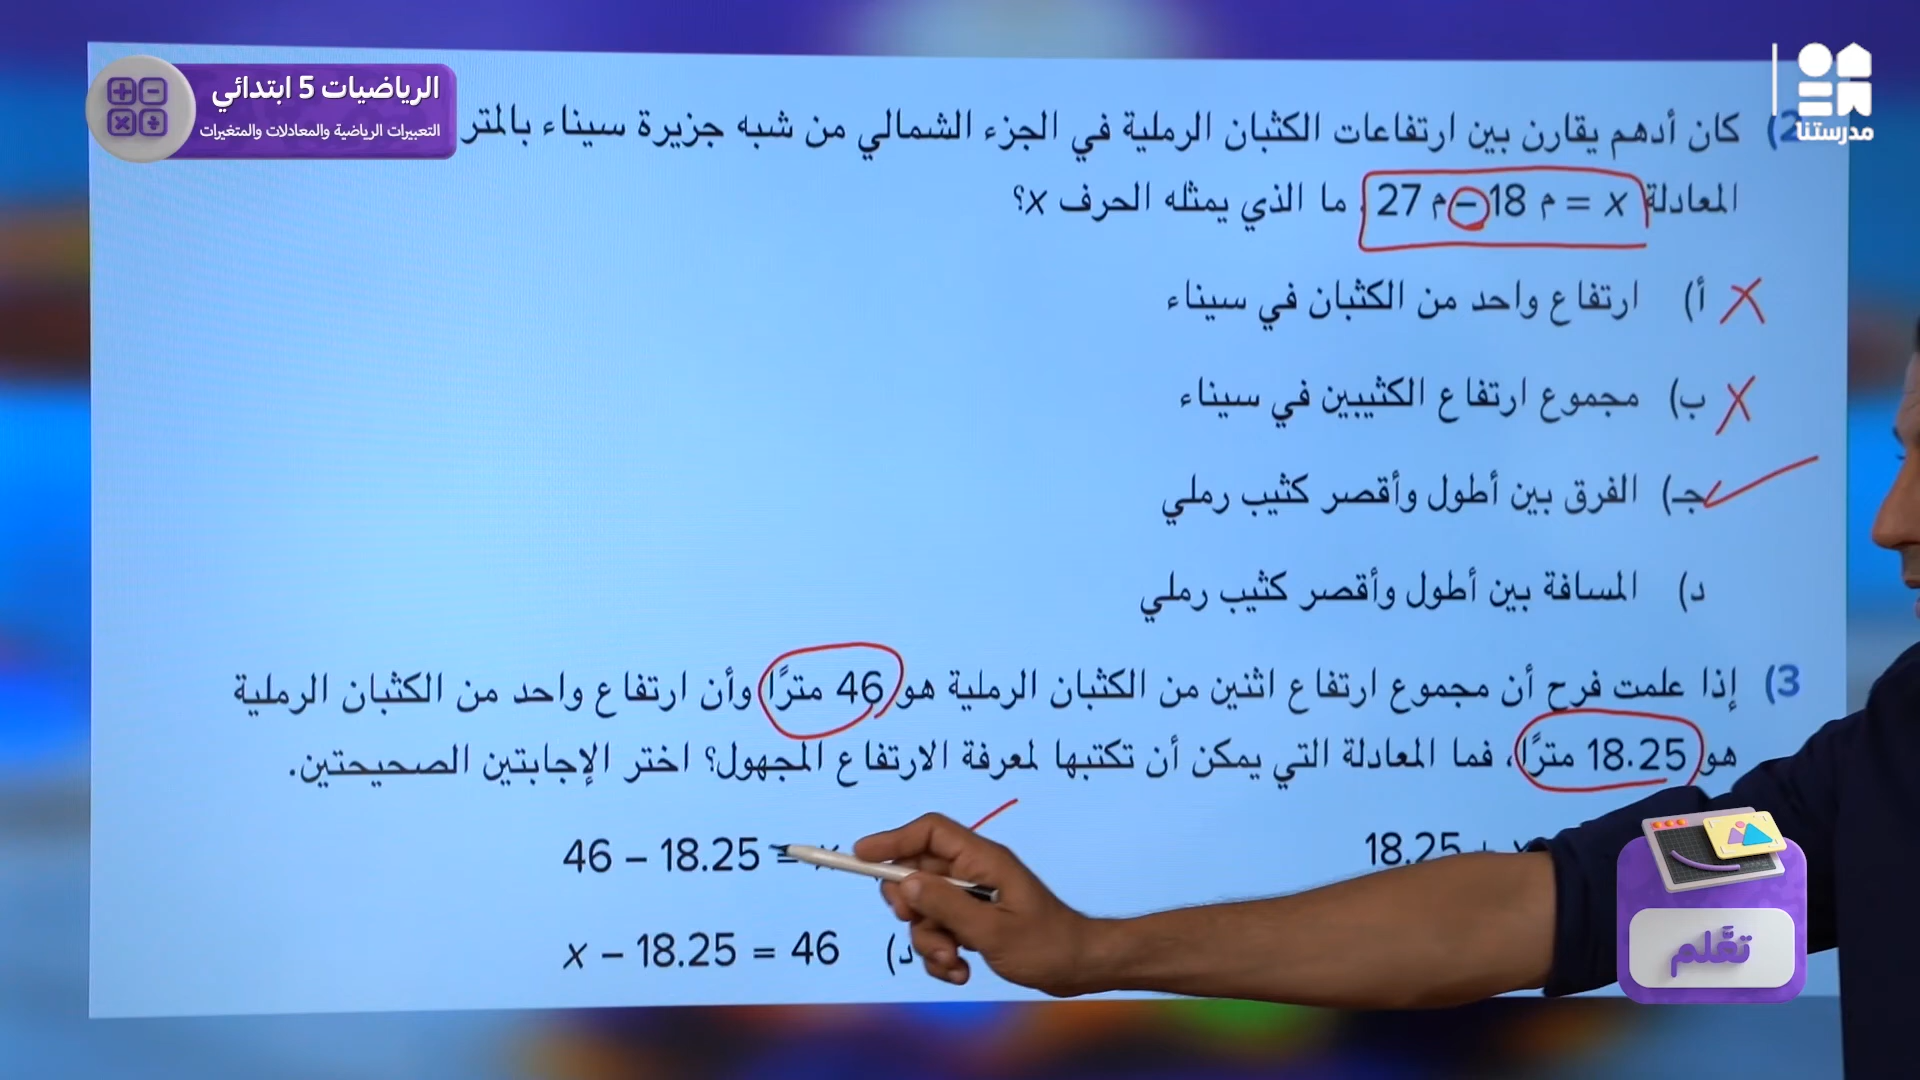 الرياضيات 5 ابتدائي
التعبيرات الرياضية والمعادلات والمتغيرات
مدرستنا
2) كان أدهم يقارن بين ارتفاعات الكثبان الرملية في الجزء الشمالي من شبه جزيرة سيناء بالمتر
المعادلة 27 م – 18 م = x، ما الذي يمثله الحرف x؟
أ) ارتفاع واحد من الكثبان في سيناء
ب) مجموع ارتفاع الكثيبين في سيناء
جـ) الفرق بين أطول وأقصر كثيب رملي
د) المسافة بين أطول وأقصر كثيب رملي
3) إذا علمت فرح أن مجموع ارتفاع اثنين من الكثبان الرملية هو 46 مترًا وأن ارتفاع واحد من الكثبان الرملية
هو 18.25 مترًا، فما المعادلة التي يمكن أن تكتبها لمعرفة الارتفاع المجهول؟ اختر الإجابتين الصحيحتين.
18.25 + x
46 – 18.25 = x
د) x – 18.25 = 46
تعَّلم